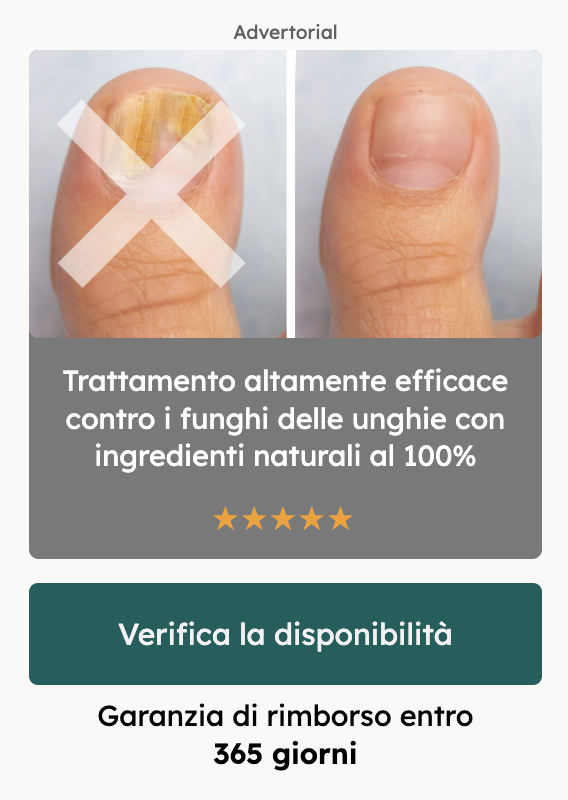 Advertorial
Trattamento altamente efficace
contro i funghi delle unghie con
ingredienti naturali al 100%
Verifica la disponibilità
Garanzia di rimborso entro
365 giorni